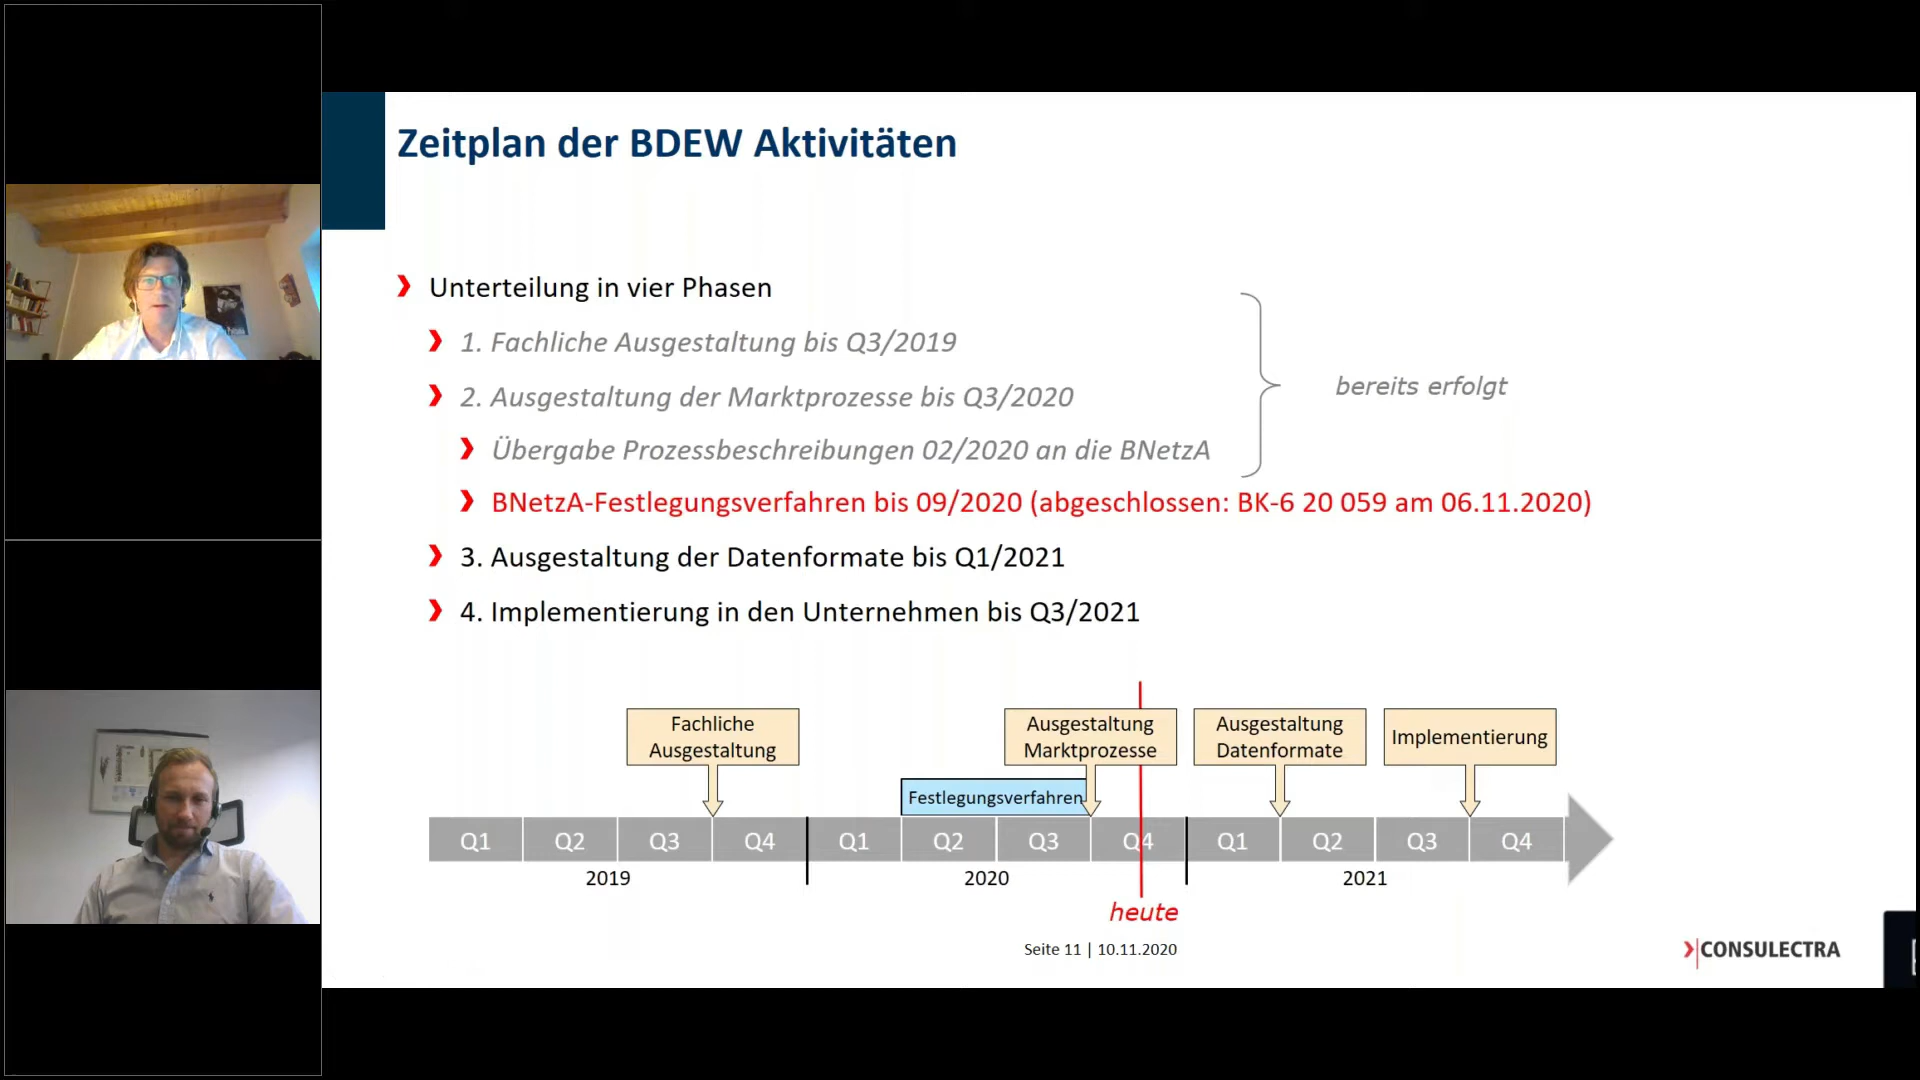 Zeitplan der BDEW Aktivitäten
Unterteilung in vier Phasen
1. Fachliche Ausgestaltung bis Q3/2019
2. Ausgestaltung der Marktprozesse bis Q3/2020
Übergabe Prozessbeschreibungen 02/2020 an die BNetzA
bereits erfolgt
BNetzA-Festlegungsverfahren bis 09/2020 (abgeschlossen: BK-6 20 059 am 06.11.2020)
3. Ausgestaltung der Datenformate bis Q1/2021
4. Implementierung in den Unternehmen bis Q3/2021
Fachliche
Ausgestaltung
Ausgestaltung
Marktprozesse
Ausgestaltung
Datenformate
Implementierung
Festlegungsverfahren
Q1 Q2 Q3 Q4 Q1 Q2 Q3 Q4 Q1 Q2 Q3 Q4
2019 2020 2021
heute
Seite 11 | 10.11.2020
CONSULECTRA